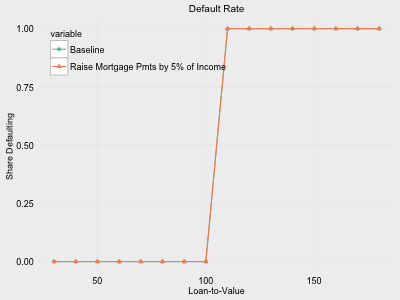 Default Rate
1.00
0.75
0.50
0.25
0.00
Share Defaulting
variable
Baseline
Raise Mortgage Pmts by 5% of Income
50
100
150
Loan-to-Value